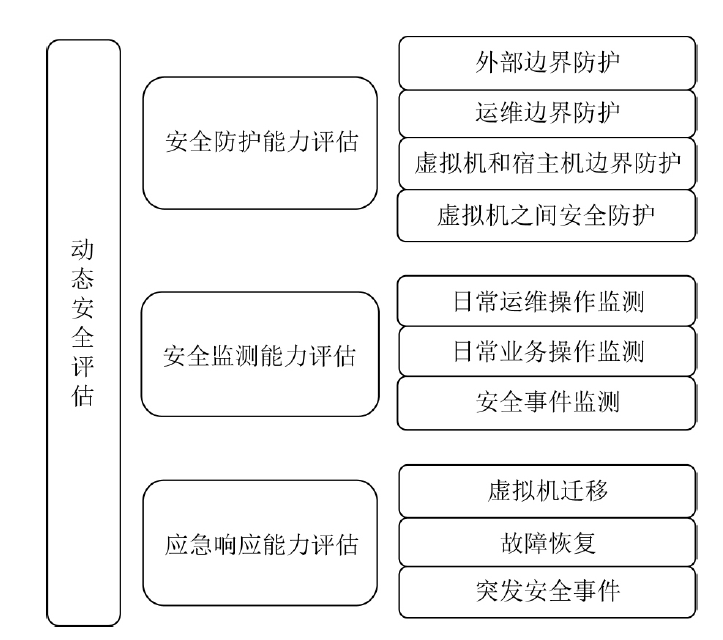 动态安全评估
安全防护能力评估
外部边界防护
运维边界防护
虚拟机和宿主机边界防护
虚拟机之间安全防护
安全监测能力评估
日常运维操作监测
日常业务操作监测
安全事件监测
应急响应能力评估
虚拟机迁移
故障恢复
突发安全事件